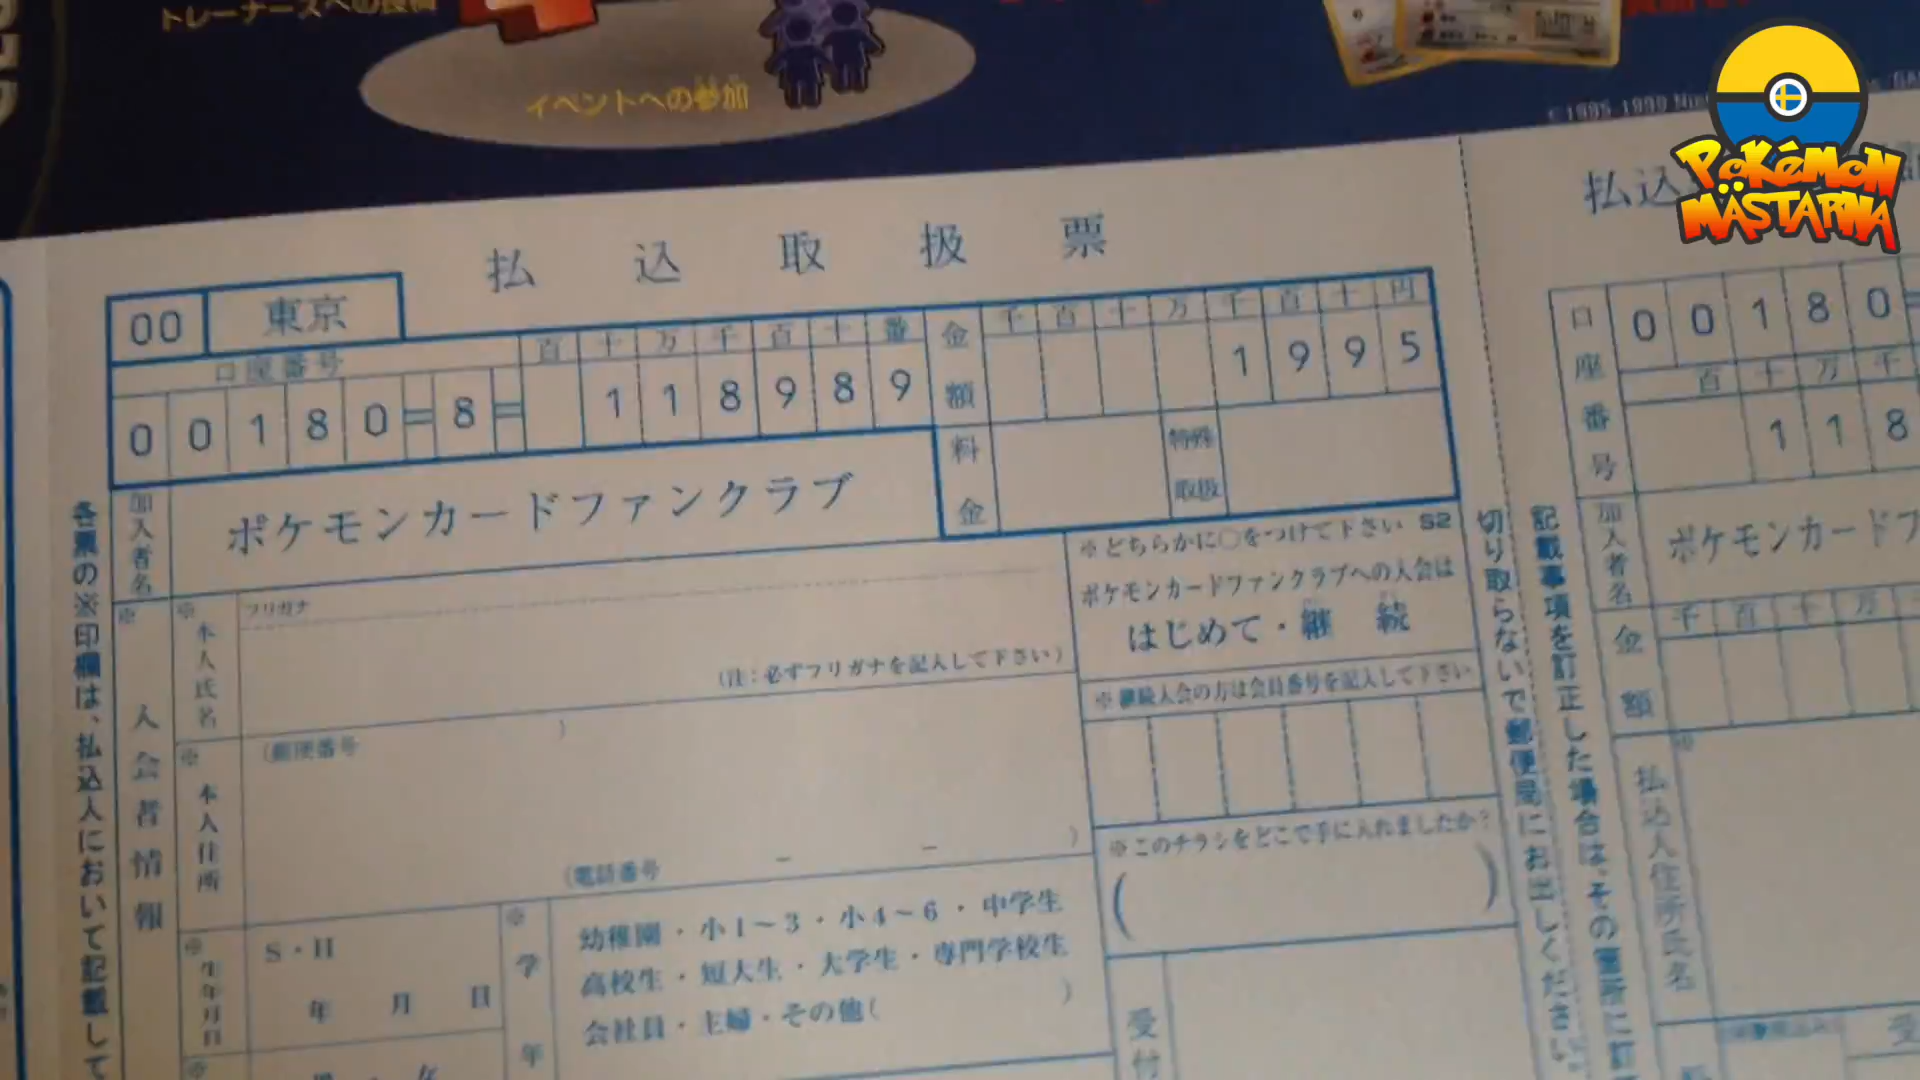 イベントへの参加
Pokémon
Mästarna
払込取扱票
00 東京
口座番号
百十万千百十番
00180=8= 118989
金額
千百十万千百十円
1995
料金
特殊取扱
加入者名
ポケモンカードファンクラブ
※どちらかに○をつけて下さい S2
ポケモンカードファンクラブへの入会は
はじめて・継 続
※継続入会の方は会員番号を記入して下さい
※このチラシをどこで手に入れましたか?
( )
※
入会者情報
※
本人氏名
フリガナ
(注:必ずフリガナを記入して下さい)
※
本人住所
(郵便番号 )
(電話番号 - - )
※
生年月日
S・H
年 月 日
※
学年
幼稚園・小1~3・小4~6・中学生
高校生・短大生・大学生・専門学校生
会社員・主婦・その他( )
※
受付
各票の※印欄は、払込人において記載して
切り取らないで郵便局にお出しください。
記載事項を訂正した場合は、その箇所に訂
払込
口座番号
00180=
百十万千
118
加入者名
ポケモンカードフ
金額
千百十万
※
払込人住所氏名
受